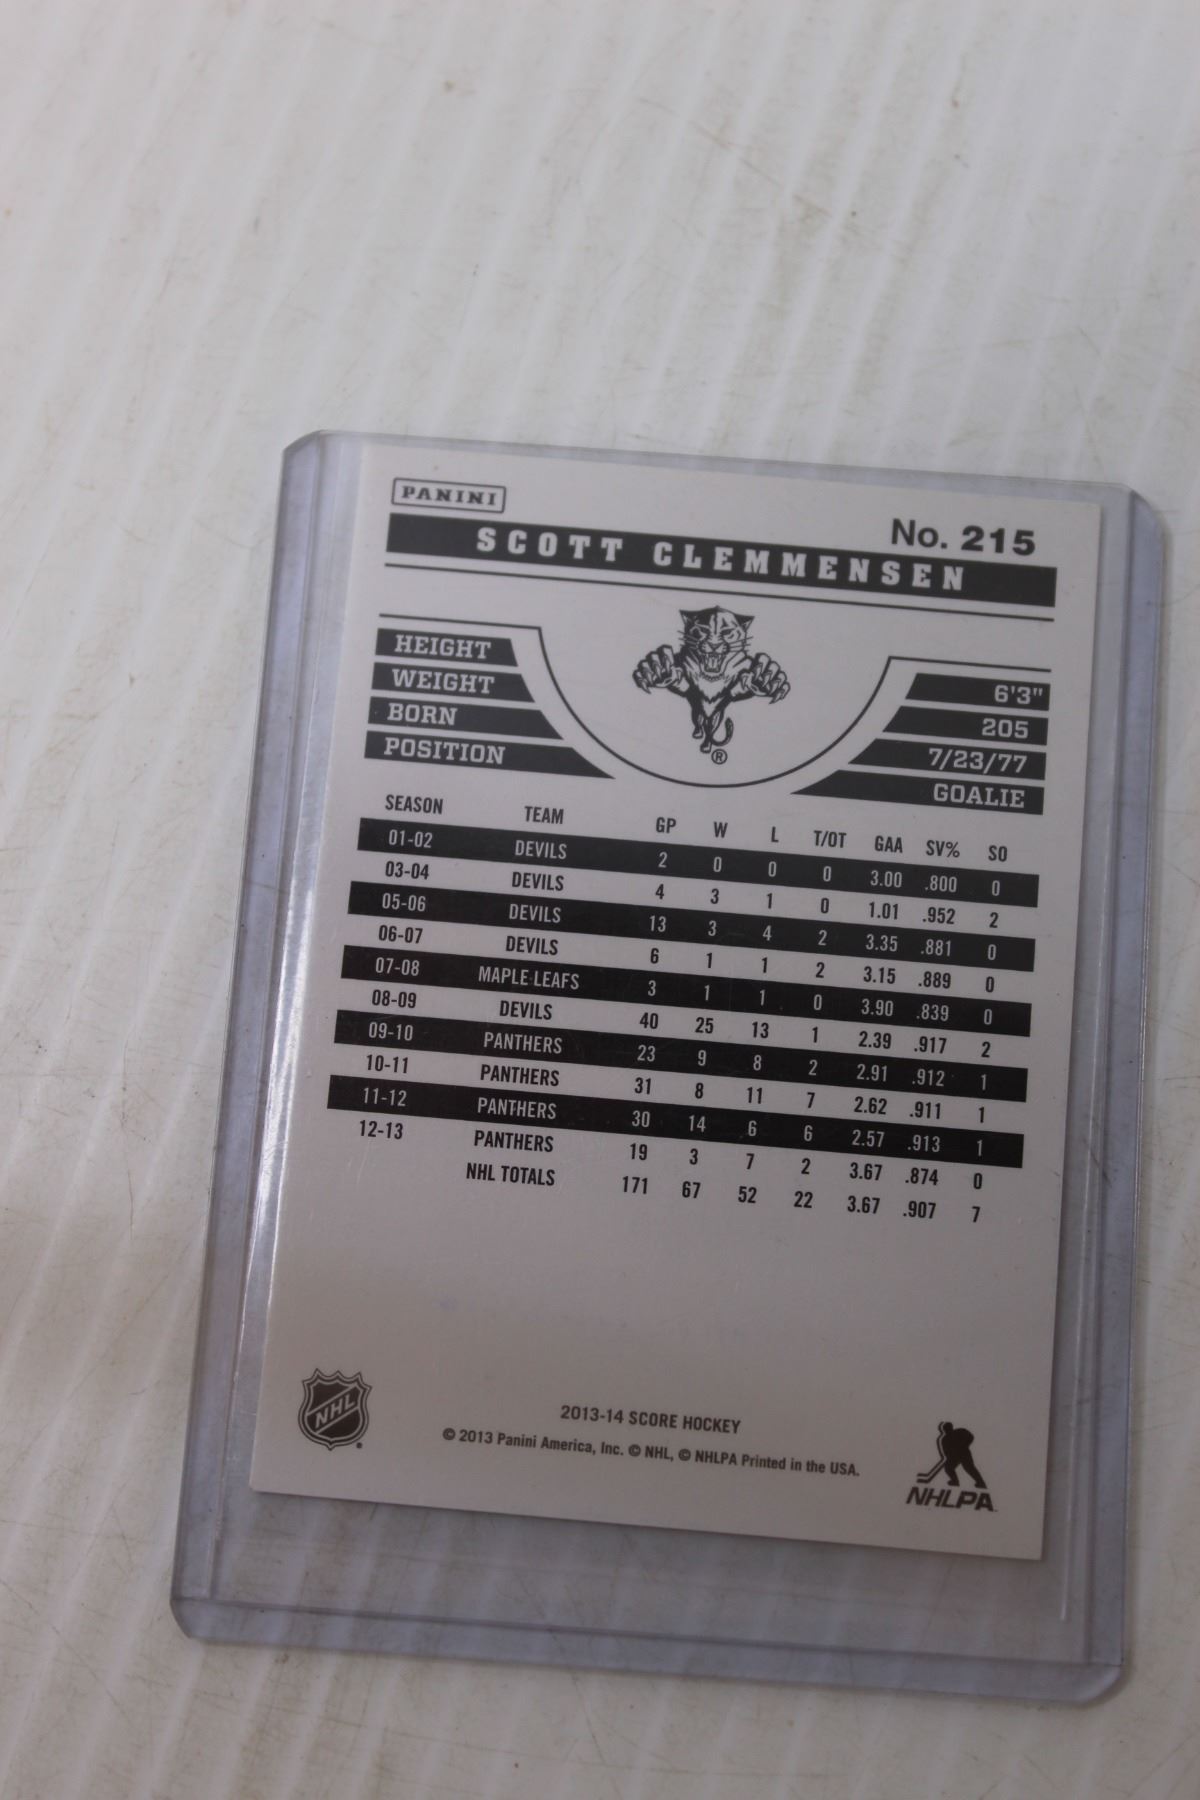 PANINI
No. 215
SCOTT CLEMMENSEN
HEIGHT 6'3"
WEIGHT 205
BORN 7/23/77
POSITION GOALIE
®
SEASON TEAM GP W L T/OT GAA SV% SO
01-02 DEVILS 2 0 0 0 3.00 .800 0
03-04 DEVILS 4 3 1 0 1.01 .952 2
05-06 DEVILS 13 3 4 2 3.35 .881 0
06-07 DEVILS 6 1 1 2 3.15 .889 0
07-08 MAPLE LEAFS 3 1 1 0 3.90 .839 0
08-09 DEVILS 40 25 13 1 2.39 .917 2
09-10 PANTHERS 23 9 8 2 2.91 .912 1
10-11 PANTHERS 31 8 11 7 2.62 .911 1
11-12 PANTHERS 30 14 6 6 2.57 .913 1
12-13 PANTHERS 19 3 7 2 3.67 .874 0
NHL TOTALS 171 67 52 22 3.67 .907 7
NHL
2013-14 SCORE HOCKEY
© 2013 Panini America, Inc. © NHL, © NHLPA Printed in the USA.
NHLPA